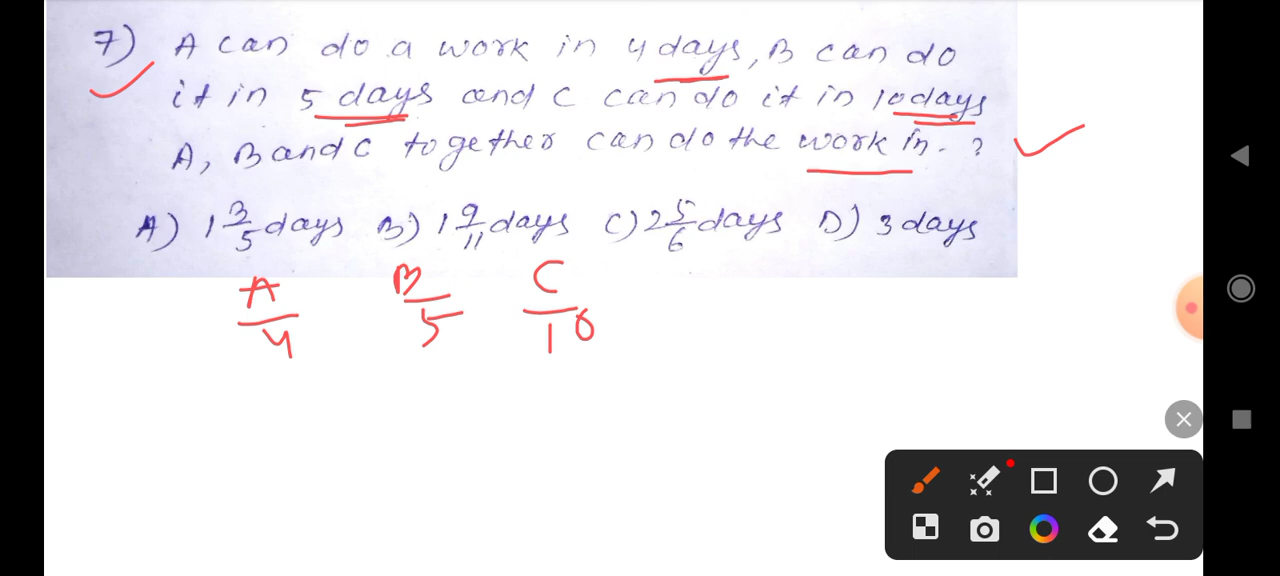 7) A can do a work in 4 days, B can do
it in 5 days and C can do it in 10 days
A, B and C together can do the work in. ?
A) 1 3/5 days B) 1 9/11 days C) 2 5/6 days D) 3 days
A B C
4 5 10